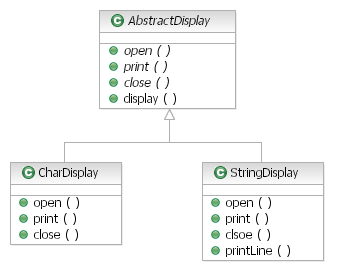 AbstractDisplay
open ( )
print ( )
close ( )
display ( )
CharDisplay
open ( )
print ( )
close ( )
StringDisplay
open ( )
print ( )
clsoe ( )
printLine ( )